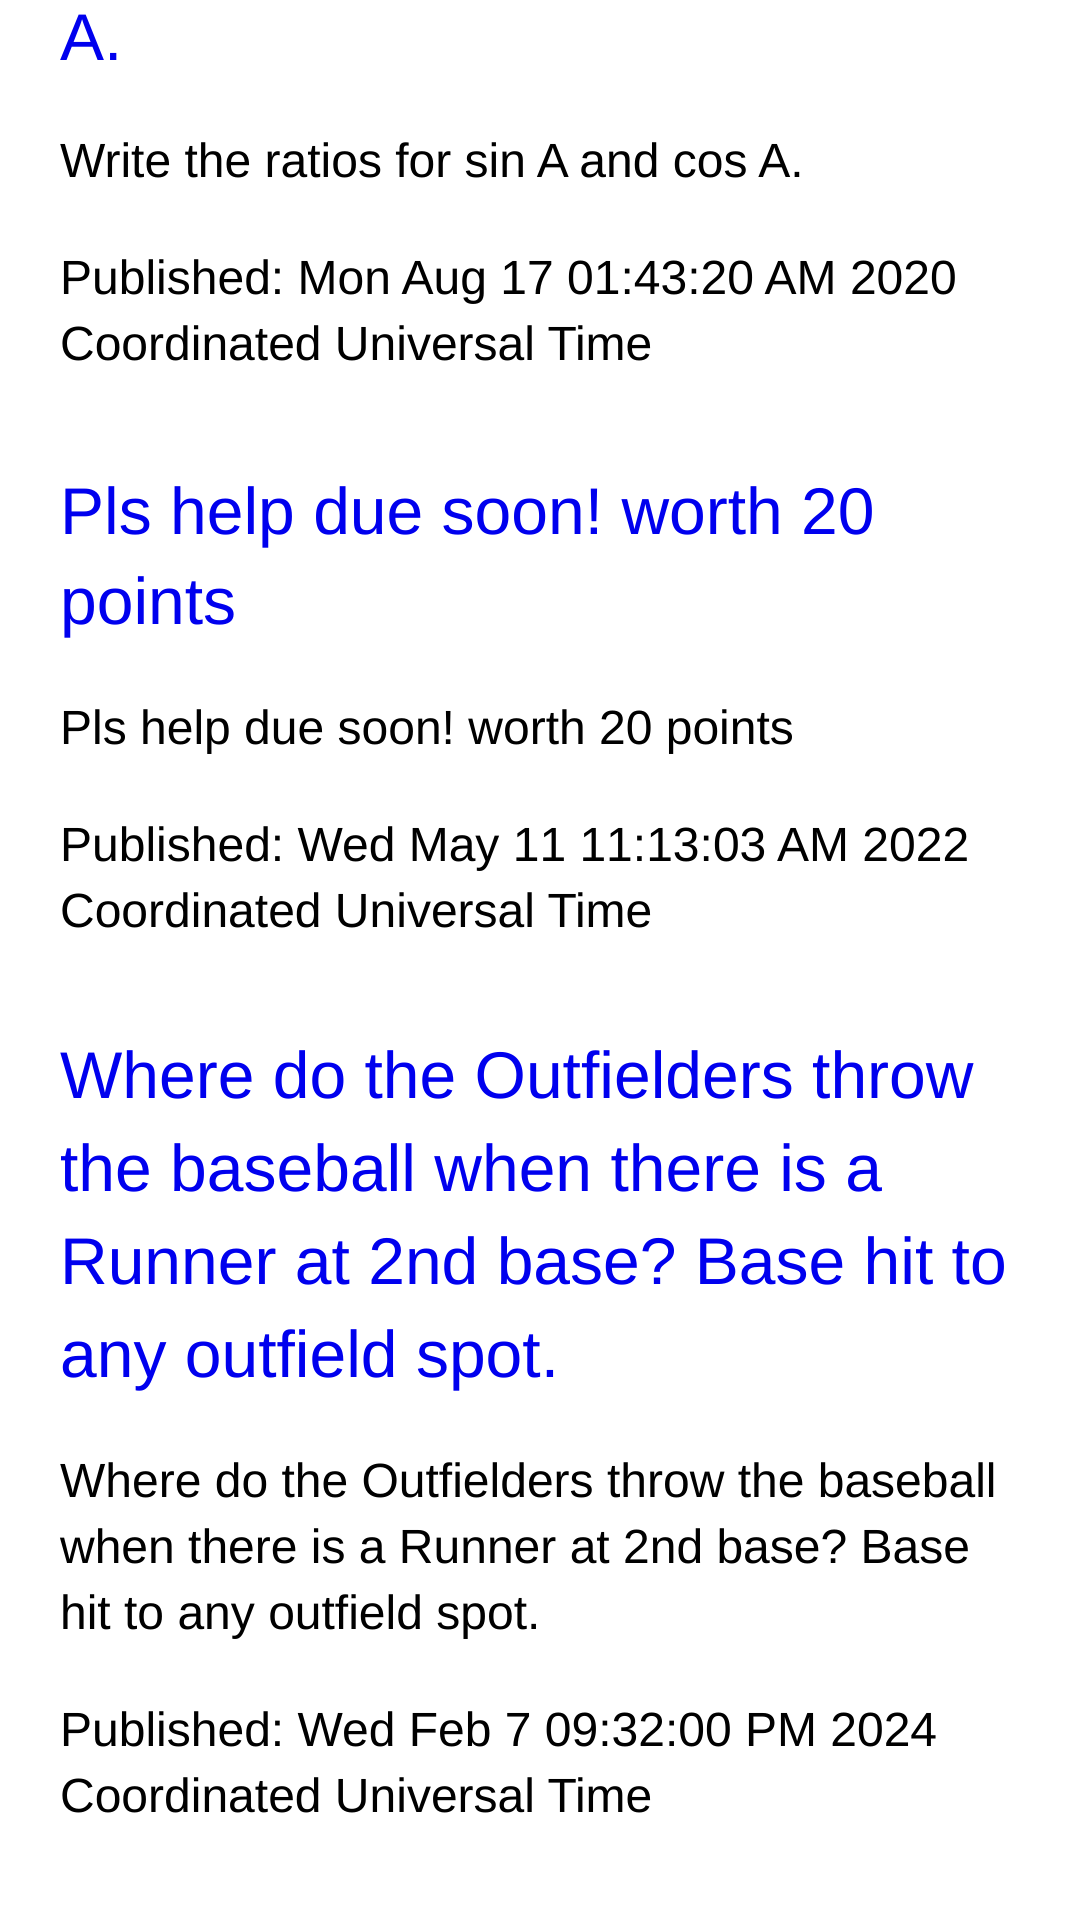 A.
Write the ratios for sin A and cos A.
Published: Mon Aug 17 01:43:20 AM 2020
Coordinated Universal Time
Pls help due soon! worth 20
points
Pls help due soon! worth 20 points
Published: Wed May 11 11:13:03 AM 2022
Coordinated Universal Time
Where do the Outfielders throw
the baseball when there is a
Runner at 2nd base? Base hit to
any outfield spot.
Where do the Outfielders throw the baseball
when there is a Runner at 2nd base? Base
hit to any outfield spot.
Published: Wed Feb 7 09:32:00 PM 2024
Coordinated Universal Time